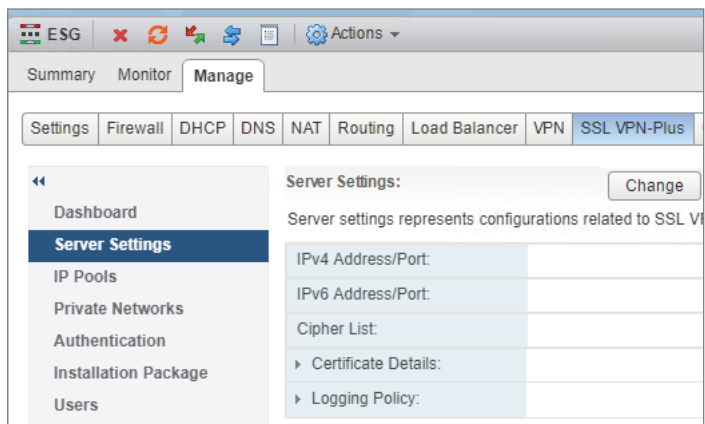 ESG Actions
Summary Monitor Manage
Settings Firewall DHCP DNS NAT Routing Load Balancer VPN SSL VPN-Plus
Server Settings: Change
Dashboard
Server settings represents configurations related to SSL
Server Settings
IPv4 Address/Port:
IP Pools
IPv6 Address/Port:
Private Networks
Cipher List:
Authentication
Certificate Details:
Installation Package
Logging Policy:
Users